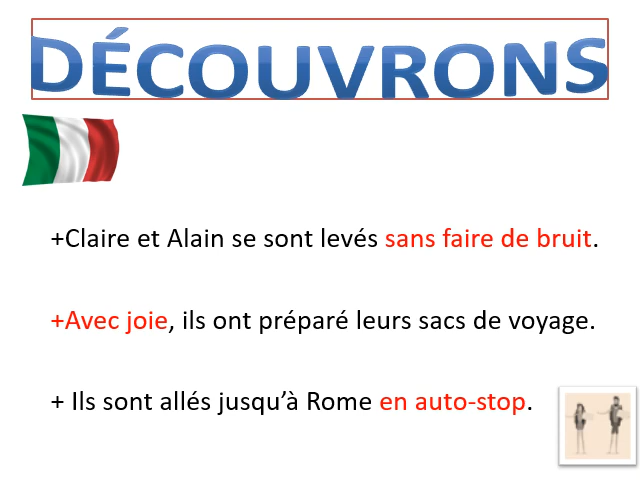 DÉCOUVRONS
+Claire et Alain se sont levés sans faire de bruit.
+Avec joie, ils ont préparé leurs sacs de voyage.
+ Ils sont allés jusqu’à Rome en auto-stop.